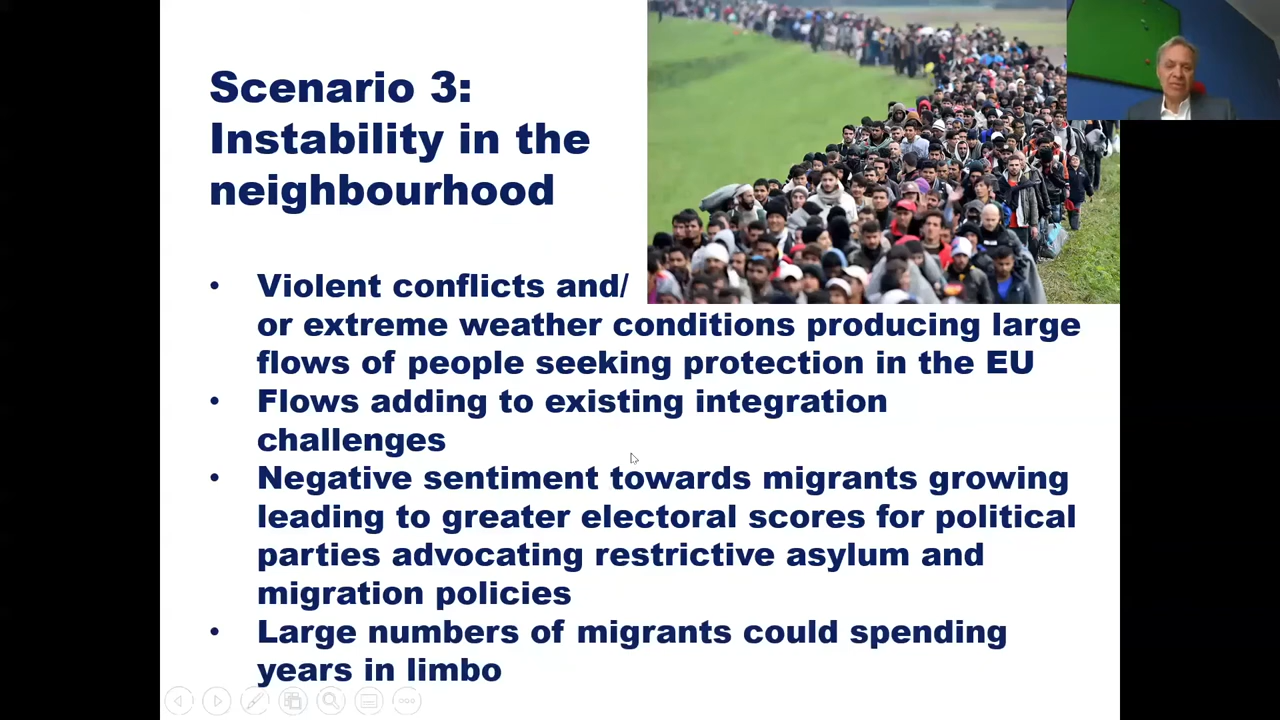 Scenario 3:
Instability in the
neighbourhood
• Violent conflicts and/
or extreme weather conditions producing large
flows of people seeking protection in the EU
• Flows adding to existing integration
challenges
• Negative sentiment towards migrants growing
leading to greater electoral scores for political
parties advocating restrictive asylum and
migration policies
• Large numbers of migrants could spending
years in limbo